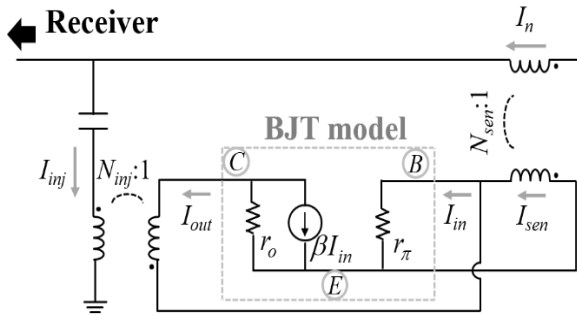 Receiver
I_n
N_sen:1
BJT model
C
B
I_inj
N_inj:1
I_out
r_o
βI_in
r_π
I_in
I_sen
E